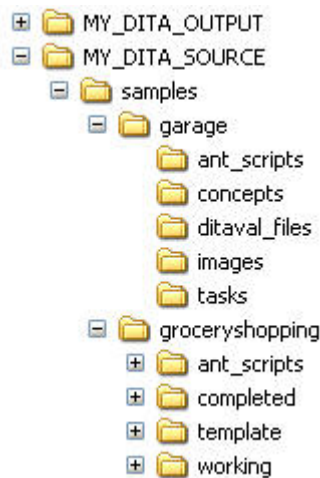 MY_DITA_OUTPUT
MY_DITA_SOURCE
samples
garage
ant_scripts
concepts
ditaval_files
images
tasks
groceryshopping
ant_scripts
completed
template
working